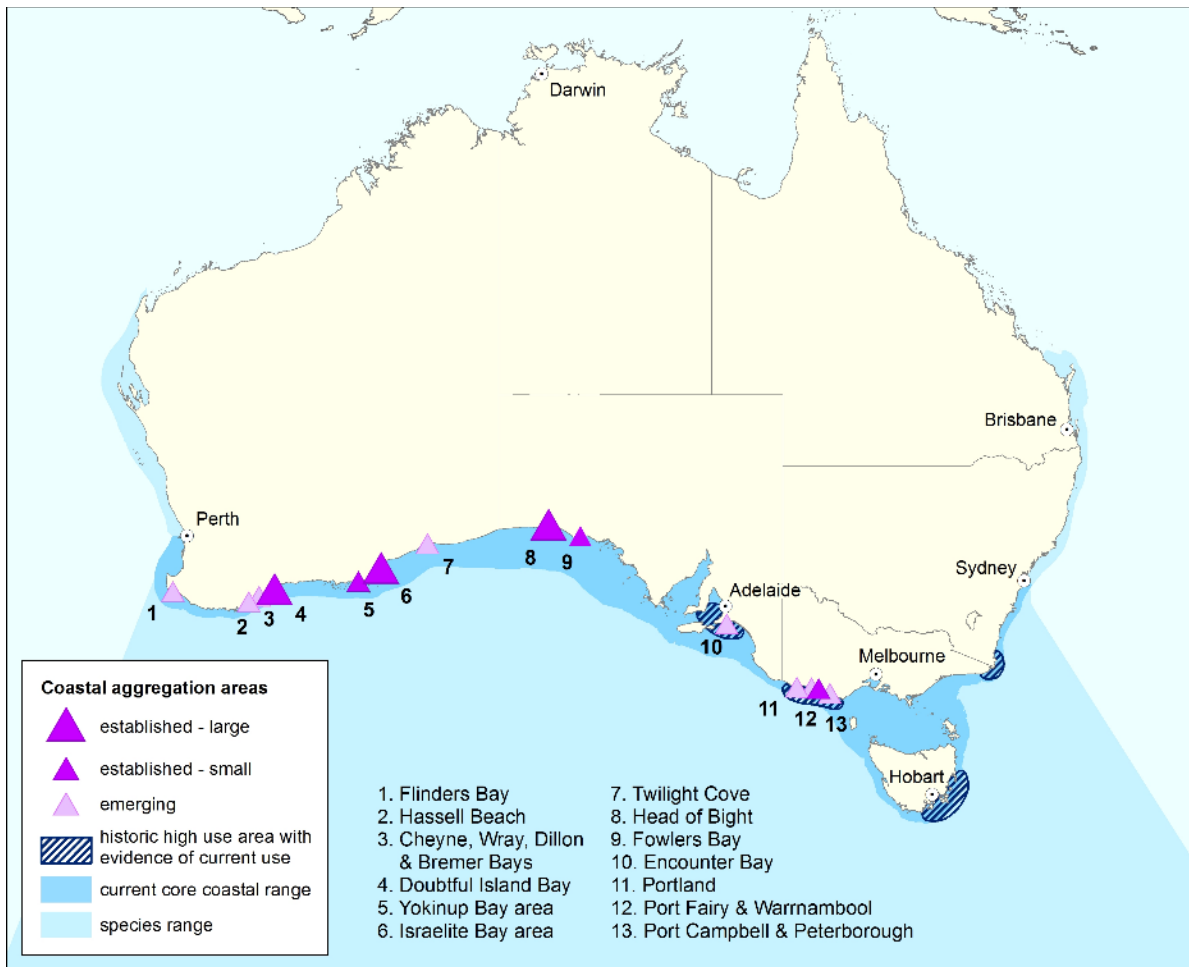 Darwin
Brisbane
Perth
Sydney
Adelaide
Melbourne
Hobart
1
2
3
4
5
6
7
8
9
10
11
12
13
Coastal aggregation areas
established - large
established - small
emerging
historic high use area with
evidence of current use
current core coastal range
species range
1. Flinders Bay
2. Hassell Beach
3. Cheyne, Wray, Dillon
& Bremer Bays
4. Doubtful Island Bay
5. Yokinup Bay area
6. Israelite Bay area
7. Twilight Cove
8. Head of Bight
9. Fowlers Bay
10. Encounter Bay
11. Portland
12. Port Fairy & Warrnambool
13. Port Campbell & Peterborough